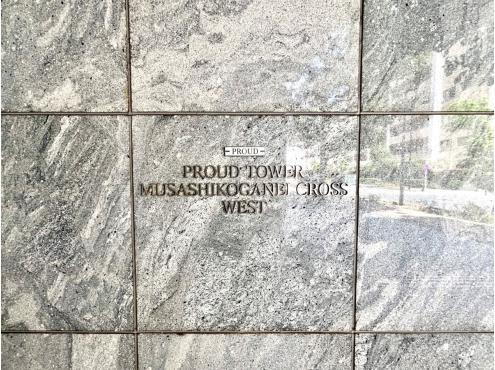 PROUD
PROUD TOWER
MUSASHIKOGANEI CROSS
WEST